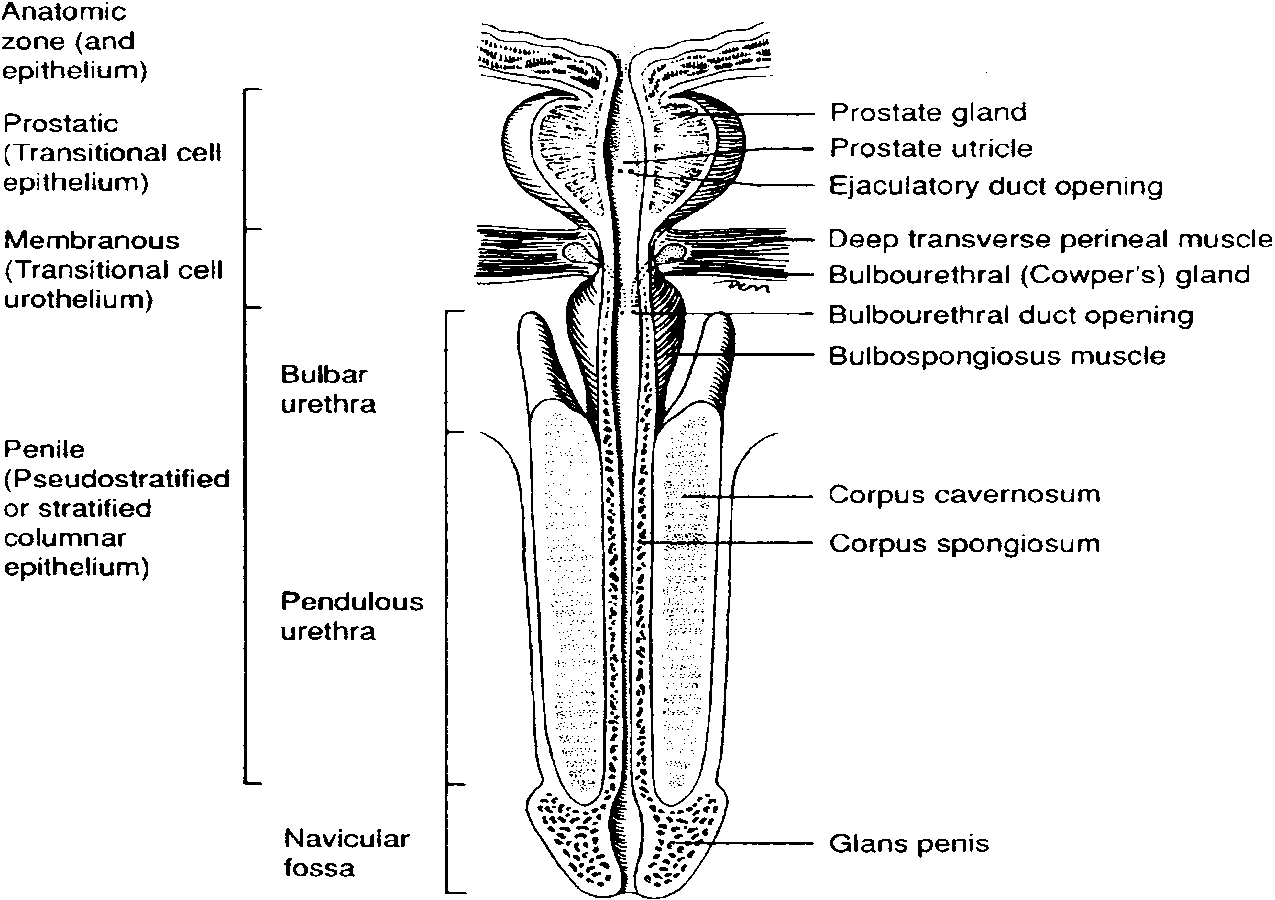 Anatomic
zone (and
epithelium)
Prostatic
(Transitional cell
epithelium)
Membranous
(Transitional cell
urothelium)
Penile
(Pseudostratified
or stratified
columnar
epithelium)
Bulbar
urethra
Pendulous
urethra
Navicular
fossa
Prostate gland
Prostate utricle
Ejaculatory duct opening
Deep transverse perineal muscle
Bulbourethral (Cowper's) gland
Bulbourethral duct opening
Bulbospongiosus muscle
Corpus cavernosum
Corpus spongiosum
Glans penis